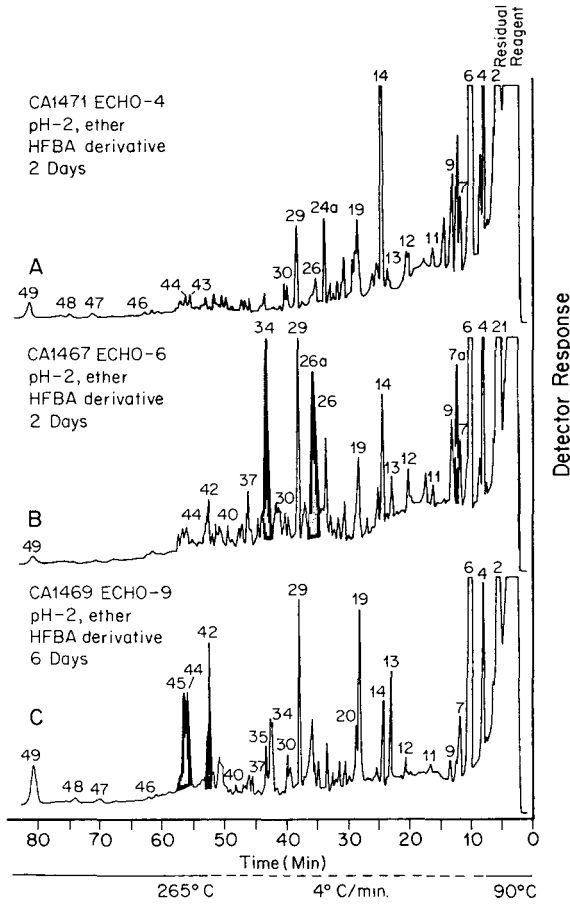 Residual
Reagent
CA1471 ECHO-4
pH-2, ether
HFBA derivative
2 Days
A
49 48 47 46 44 43 30 29 26 24a 19 14 13 12 11 9 7 6 4 2
CA1467 ECHO-6
pH-2, ether
HFBA derivative
2 Days
B
49 44 42 40 37 34 30 29 26a 26 19 14 13 12 11 9 7a 7 6 4 21
CA1469 ECHO-9
pH-2, ether
HFBA derivative
6 Days
C
49 48 47 46 45/44 42 40 37 35 34 30 29 20 19 14 13 12 11 9 7 6 4 2
Detector Response
80 70 60 50 40 30 20 10 0
Time (Min)
265°C 4°C/min. 90°C